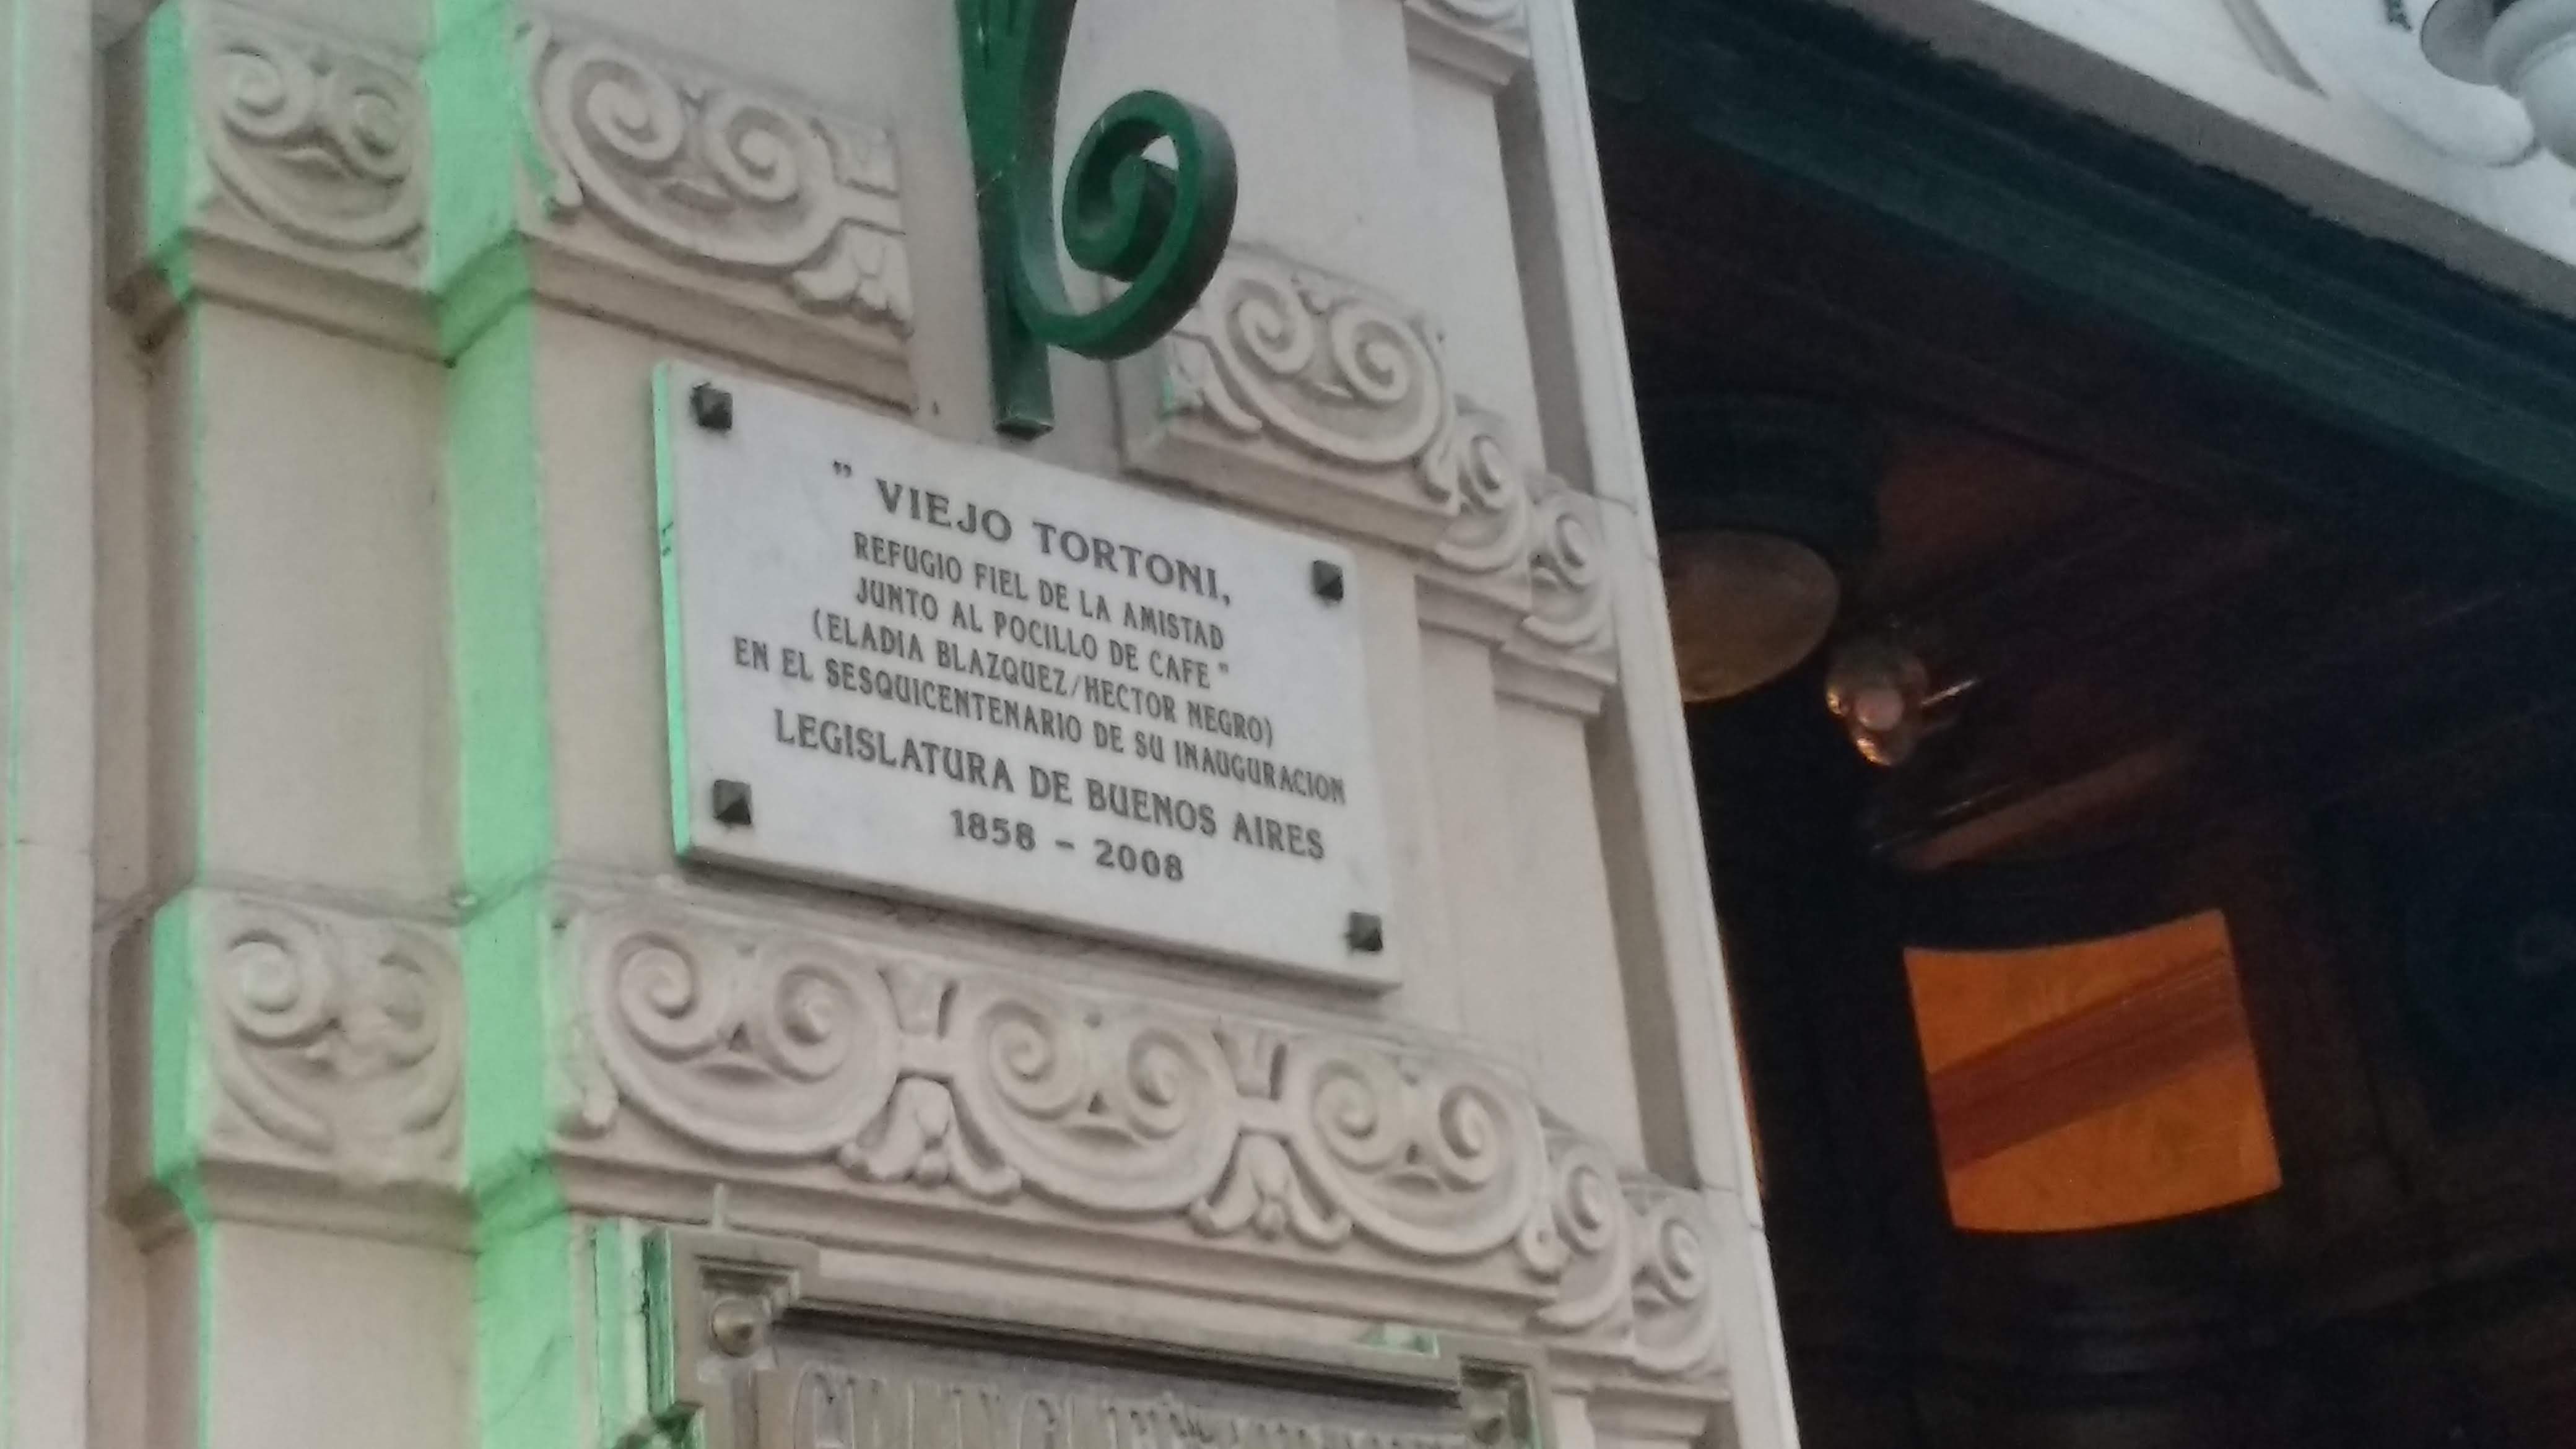 ” VIEJO TORTONI,
REFUGIO FIEL DE LA AMISTAD
JUNTO AL POCILLO DE CAFE ”
(ELADIA BLAZQUEZ/HECTOR NEGRO)
EN EL SESQUICENTENARIO DE SU INAUGURACION
LEGISLATURA DE BUENOS AIRES
1858 - 2008